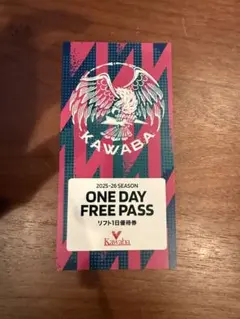 KAWABA
2025-26 SEASON
ONE DAY
FREE PASS
リフト1日優待券
Kawaba